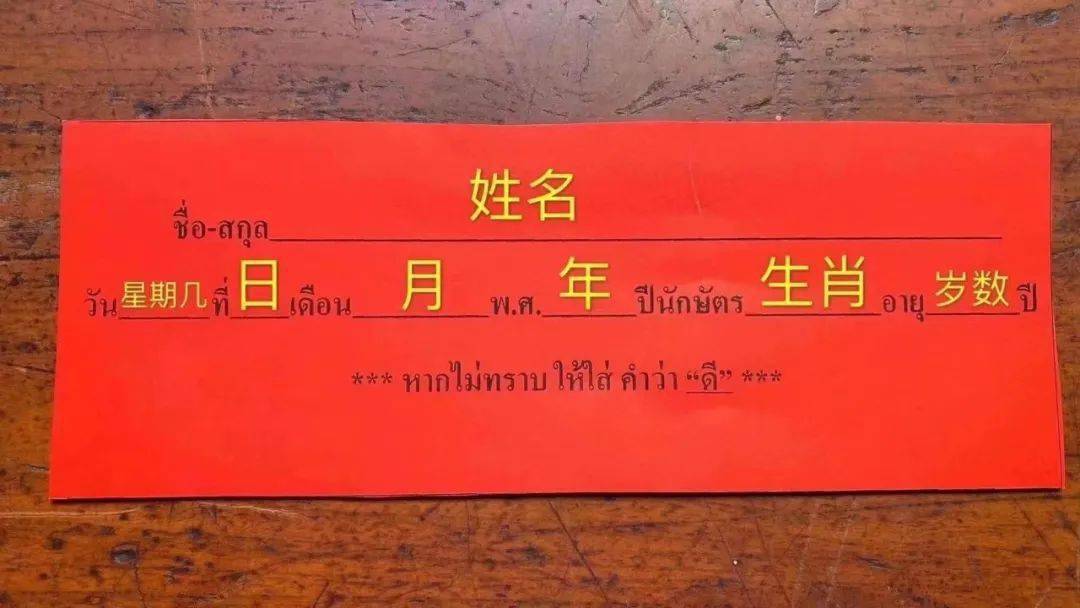 姓名
ชื่อ-สกุล
วัน 星期几 ที่ 日 เดือน 月 พ.ศ. 年 ปีนักษัตร 生肖 อายุ 岁数 ปี
*** หากไม่ทราบ ให้ใส่ คำว่า “ดี” ***